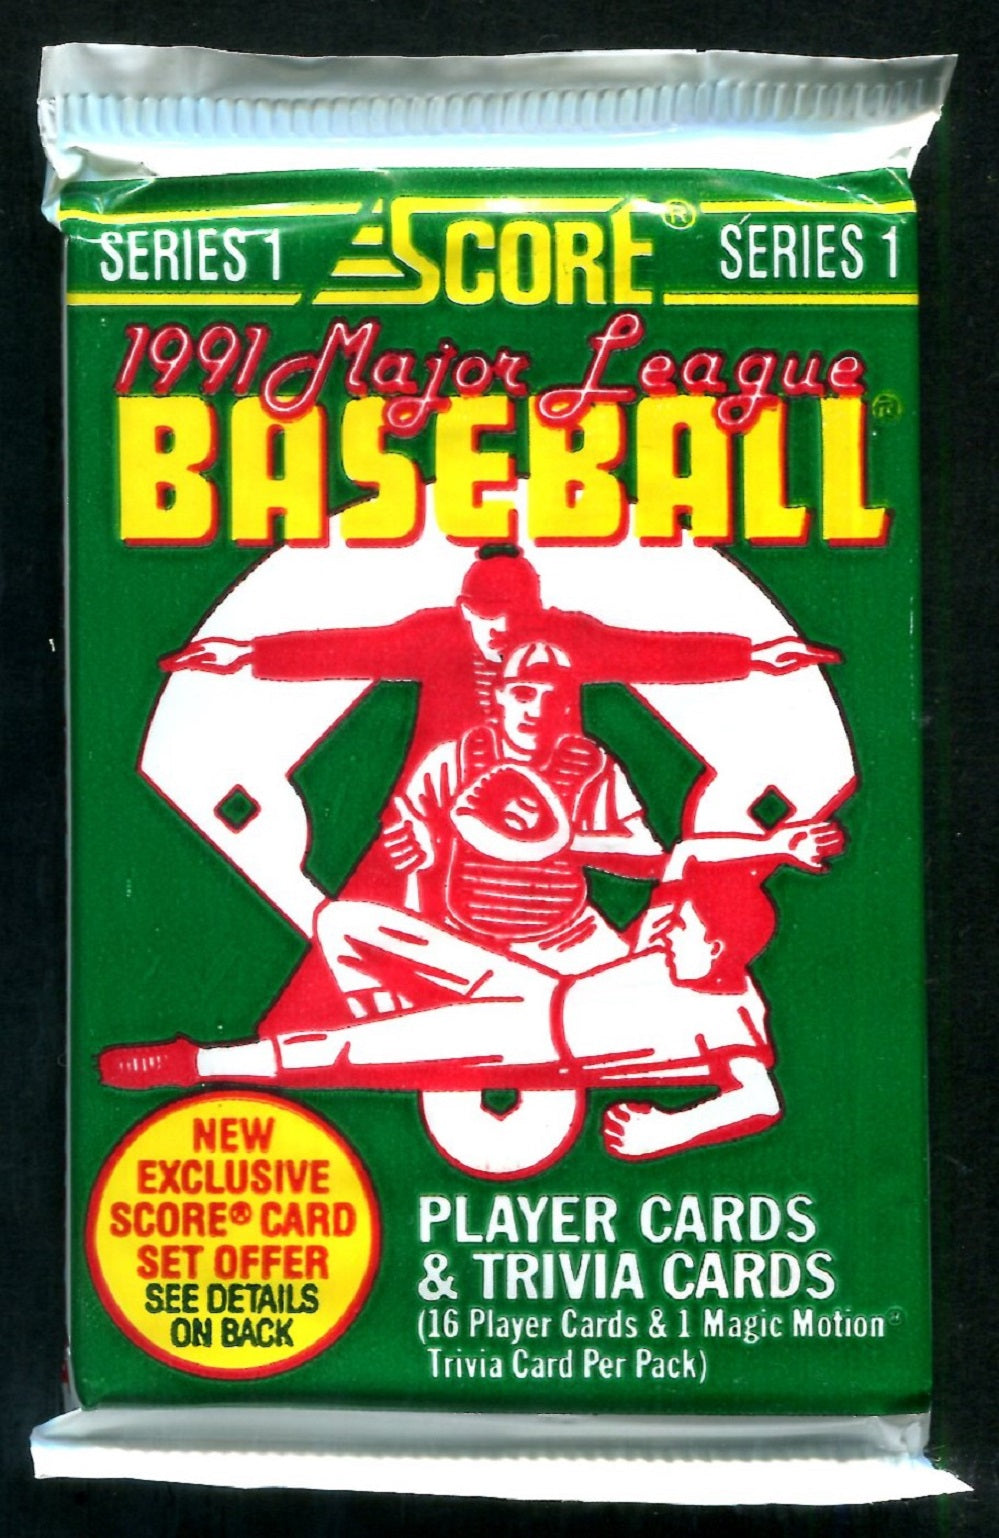 SERIES 1 SCORE® SERIES 1
1991 Major League
BASEBALL®
NEW
EXCLUSIVE
SCORE® CARD
SET OFFER
SEE DETAILS
ON BACK
PLAYER CARDS
& TRIVIA CARDS
(16 Player Cards & 1 Magic Motion®
Trivia Card Per Pack)